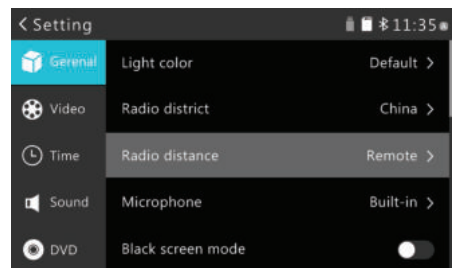 Setting 11:35
Gerenal
Light color Default
Video
Radio district China
Time
Radio distance Remote
Sound
Microphone Built-in
DVD
Black screen mode